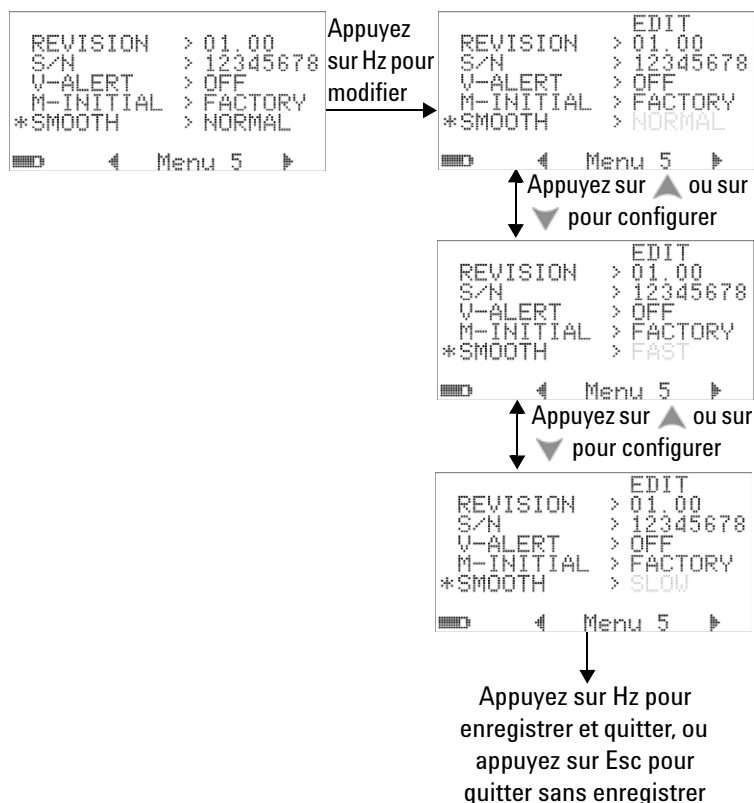 REVISION > 01.00
S/N > 12345678
V-ALERT > OFF
M-INITIAL > FACTORY
*SMOOTH > NORMAL
Menu 5
Appuyez
sur Hz pour
modifier
EDIT
REVISION > 01.00
S/N > 12345678
V-ALERT > OFF
M-INITIAL > FACTORY
*SMOOTH > NORMAL
Menu 5
Appuyez sur ou sur
pour configurer
EDIT
REVISION > 01.00
S/N > 12345678
V-ALERT > OFF
M-INITIAL > FACTORY
*SMOOTH > FAST
Menu 5
Appuyez sur ou sur
pour configurer
EDIT
REVISION > 01.00
S/N > 12345678
V-ALERT > OFF
M-INITIAL > FACTORY
*SMOOTH > SLOW
Menu 5
Appuyez sur Hz pour
enregistrer et quitter, ou
appuyez sur Esc pour
quitter sans enregistrer